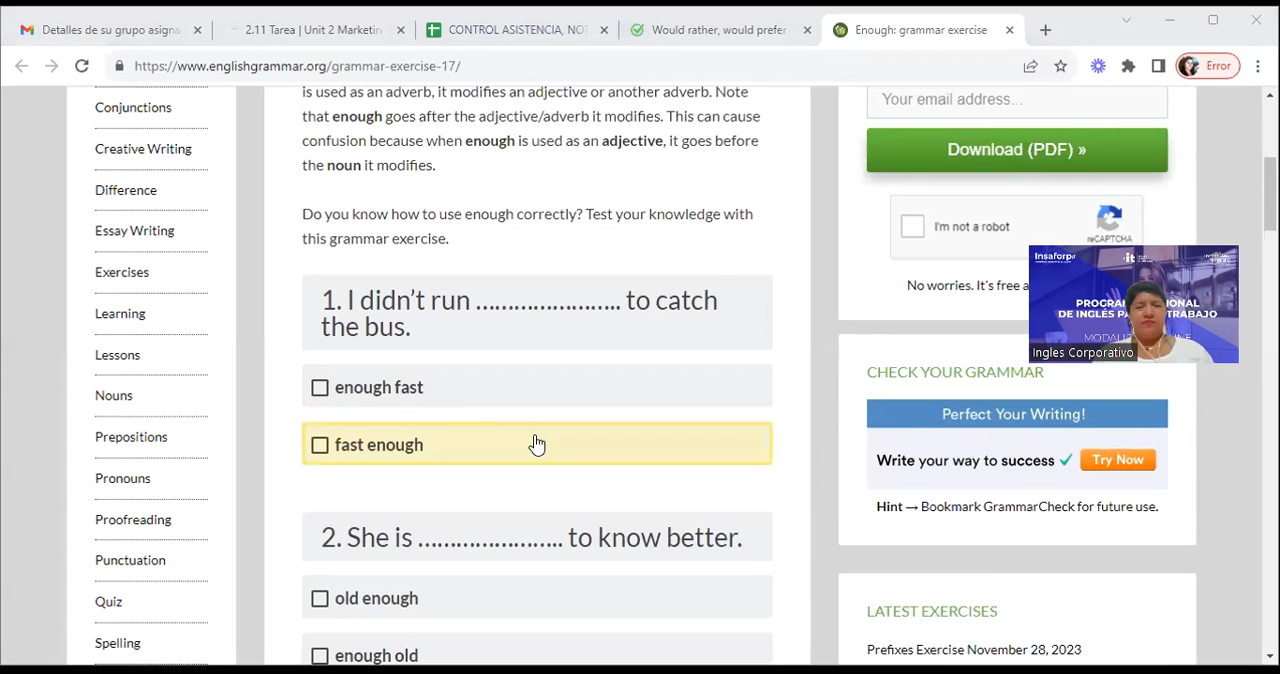 Detalles de su grupo asigna
2.11 Tarea | Unit 2 Marketin
CONTROL ASISTENCIA, NOT
Would rather, would prefer
Enough: grammar exercise
https://www.englishgrammar.org/grammar-exercise-17/
Error
Conjunctions
Creative Writing
Difference
Essay Writing
Exercises
Learning
Lessons
Nouns
Prepositions
Pronouns
Proofreading
Punctuation
Quiz
Spelling
is used as an adverb, it modifies an adjective or another adverb. Note
that enough goes after the adjective/adverb it modifies. This can cause
confusion because when enough is used as an adjective, it goes before
the noun it modifies.
Do you know how to use enough correctly? Test your knowledge with
this grammar exercise.
1. I didn’t run ………………….. to catch
the bus.
enough fast
fast enough
2. She is ………………….. to know better.
old enough
enough old
Your email address...
Download (PDF) »
I'm not a robot
reCAPTCHA
No worries. It's free a
Insaforp
it
DE INGLÉS PA TRABAJO
Ingles Corporativo
CHECK YOUR GRAMMAR
Perfect Your Writing!
Write your way to success ✓
Try Now
Hint → Bookmark GrammarCheck for future use.
LATEST EXERCISES
Prefixes Exercise November 28, 2023